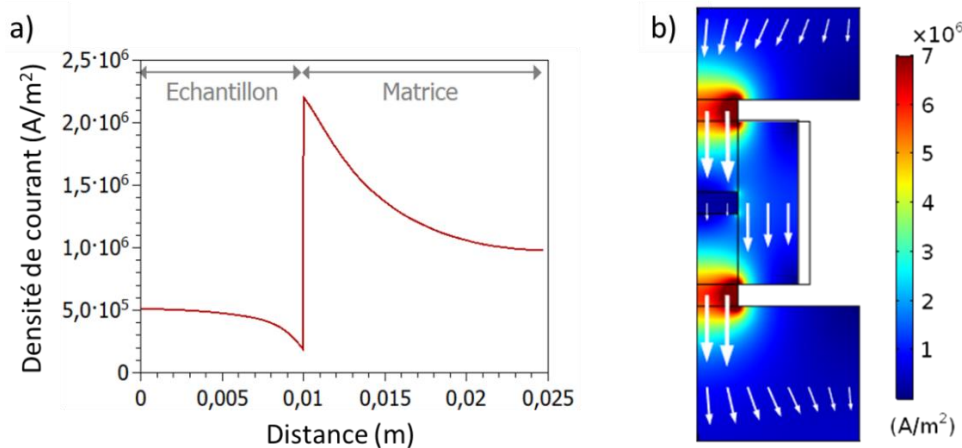 a)
Densité de courant (A/m²)
2,5·10⁶
2,0·10⁶
1,5·10⁶
1,0·10⁶
5,0·10⁵
0
Echantillon
Matrice
0
0,005
0,01
0,015
0,02
0,025
Distance (m)
b)
×10⁶
7
6
5
4
3
2
1
(A/m²)